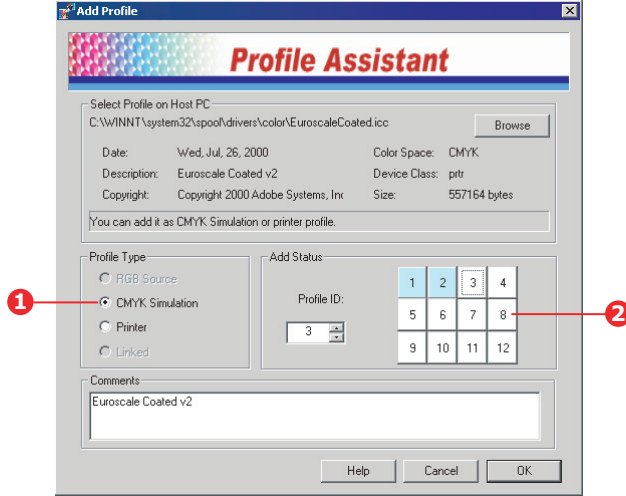 Add Profile
Profile Assistant
Select Profile on Host PC
C:\WINNT\system32\spool\drivers\color\EuroscaleCoated.icc
Browse
Date: Wed, Jul, 26, 2000 Color Space: CMYK
Description: Euroscale Coated v2 Device Class: prtr
Copyright: Copyright 2000 Adobe Systems, Inc Size: 557164 bytes
You can add it as CMYK Simulation or printer profile.
Profile Type
RGB Source
1
CMYK Simulation
Printer
Linked
Add Status
Profile ID:
3
1 2 3 4
5 6 7 8
9 10 11 12
2
Comments
Euroscale Coated v2
Help Cancel OK